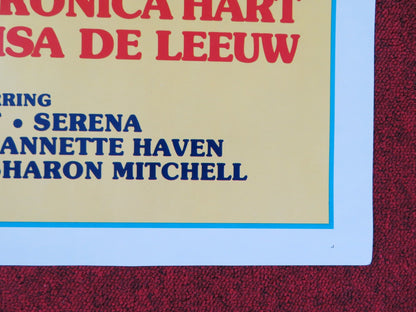 RONICA HART
ISA DE LEEUW
RRING
• SERENA
ANNETTE HAVEN
SHARON MITCHELL